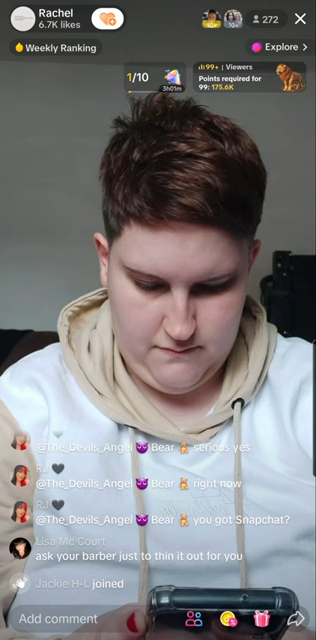 Rachel
6.7K likes
272
Weekly Ranking
Explore >
1/10
3h01m
99+ | Viewers
Points required for
99: 175.6K
@The_Devils_Angel 😈 Bear 🐻 serious yes
RJ 🖤
@The_Devils_Angel 😈 Bear 🐻 right now
RJ 🖤
@The_Devils_Angel 😈 Bear 🐻 you got Snapchat?
Lisa Mc Court
ask your barber just to thin it out for you
Jackie H-L joined
Add comment